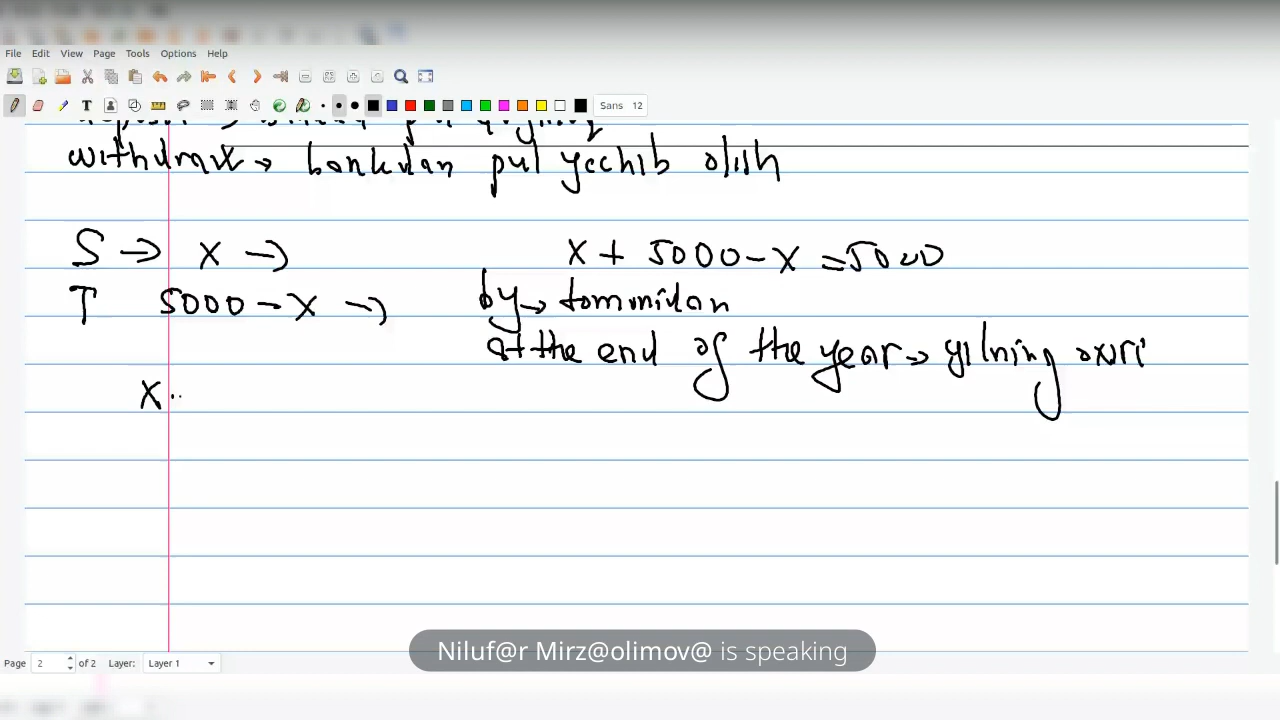 File Edit View Page Tools Options Help
Sans 12
withdraw → bankdan pul yechib olish
S → X →
X + 5000 - X = 5000
T 5000 - X →
by → tomonidan
at the end of the year → yilning oxiri
X
Niluf@r Mirz@olimov@ is speaking
Page 2 of 2 Layer: Layer 1